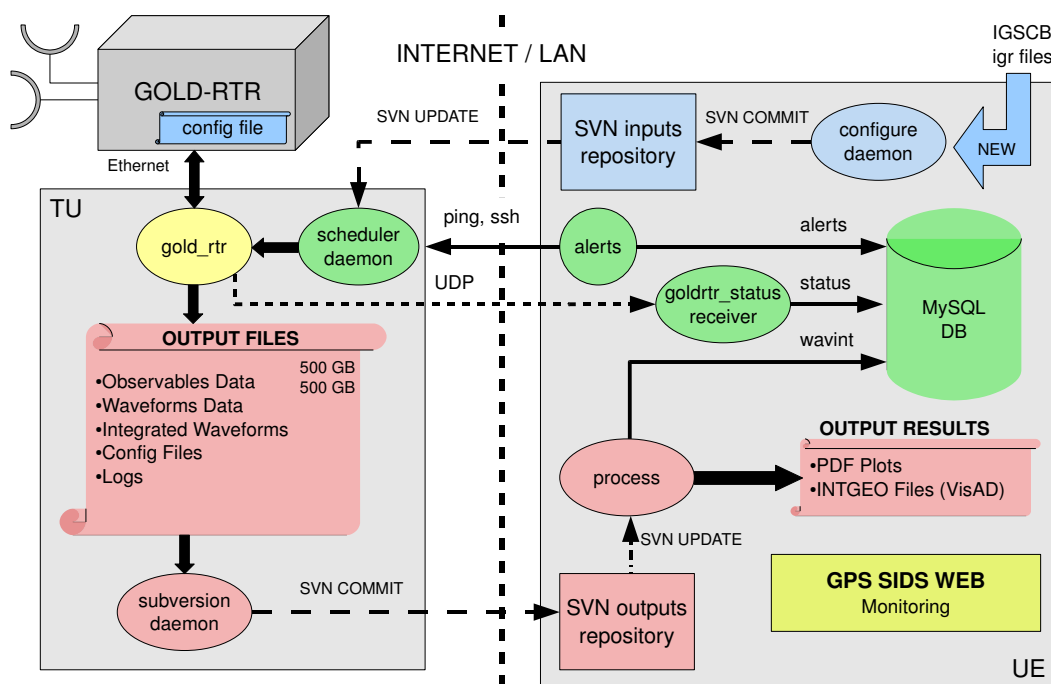 INTERNET / LAN
IGSCB
igr files
GOLD-RTR
config file
Ethernet
SVN UPDATE
SVN inputs
repository
SVN COMMIT
configure
daemon
NEW
TU
gold_rtr
scheduler
daemon
ping, ssh
alerts
alerts
UDP
goldrtr_status
receiver
status
wavint
MySQL
DB
OUTPUT FILES
500 GB
500 GB
•Observables Data
•Waveforms Data
•Integrated Waveforms
•Config Files
•Logs
OUTPUT RESULTS
•PDF Plots
•INTGEO Files (VisAD)
process
SVN UPDATE
subversion
daemon
SVN COMMIT
SVN outputs
repository
GPS SIDS WEB
Monitoring
UE